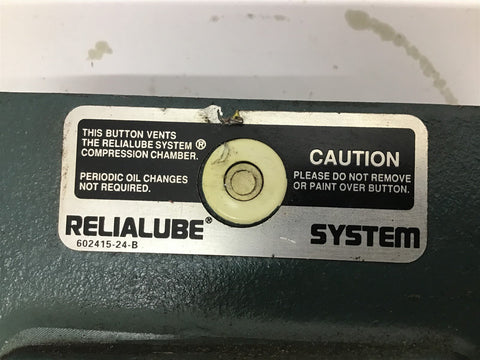 THIS BUTTON VENTS
THE RELIALUBE SYSTEM ®
COMPRESSION CHAMBER.
PERIODIC OIL CHANGES
NOT REQUIRED.
CAUTION
PLEASE DO NOT REMOVE
OR PAINT OVER BUTTON.
RELIALUBE® SYSTEM
602415-24-B